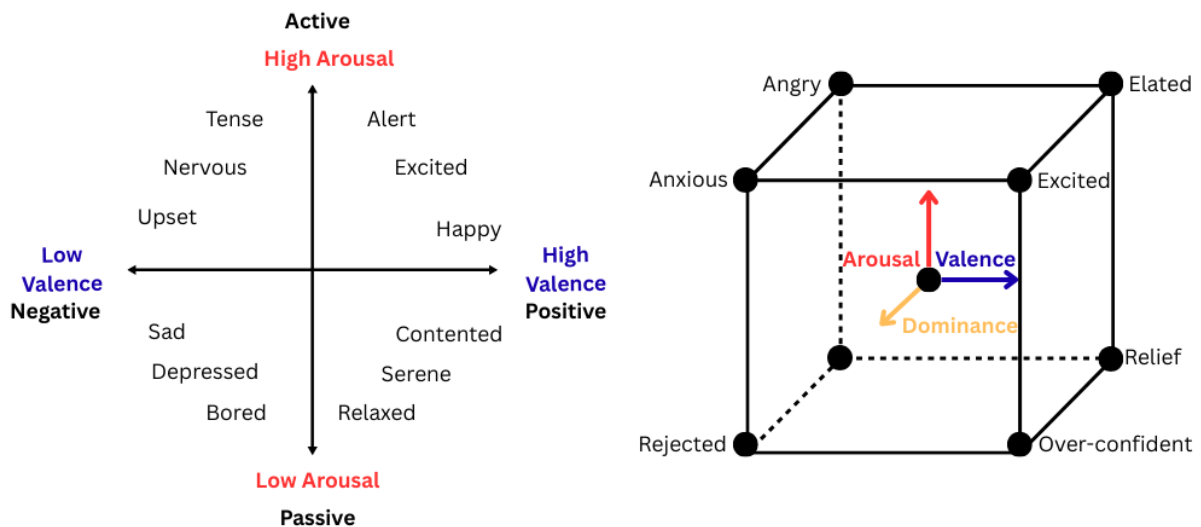 Active
High Arousal
Tense
Alert
Nervous
Excited
Upset
Happy
Low
Valence
Negative
High
Valence
Positive
Sad
Contented
Depressed
Serene
Bored
Relaxed
Low Arousal
Passive
Angry
Elated
Anxious
Excited
Arousal
Valence
Dominance
Relief
Rejected
Over-confident